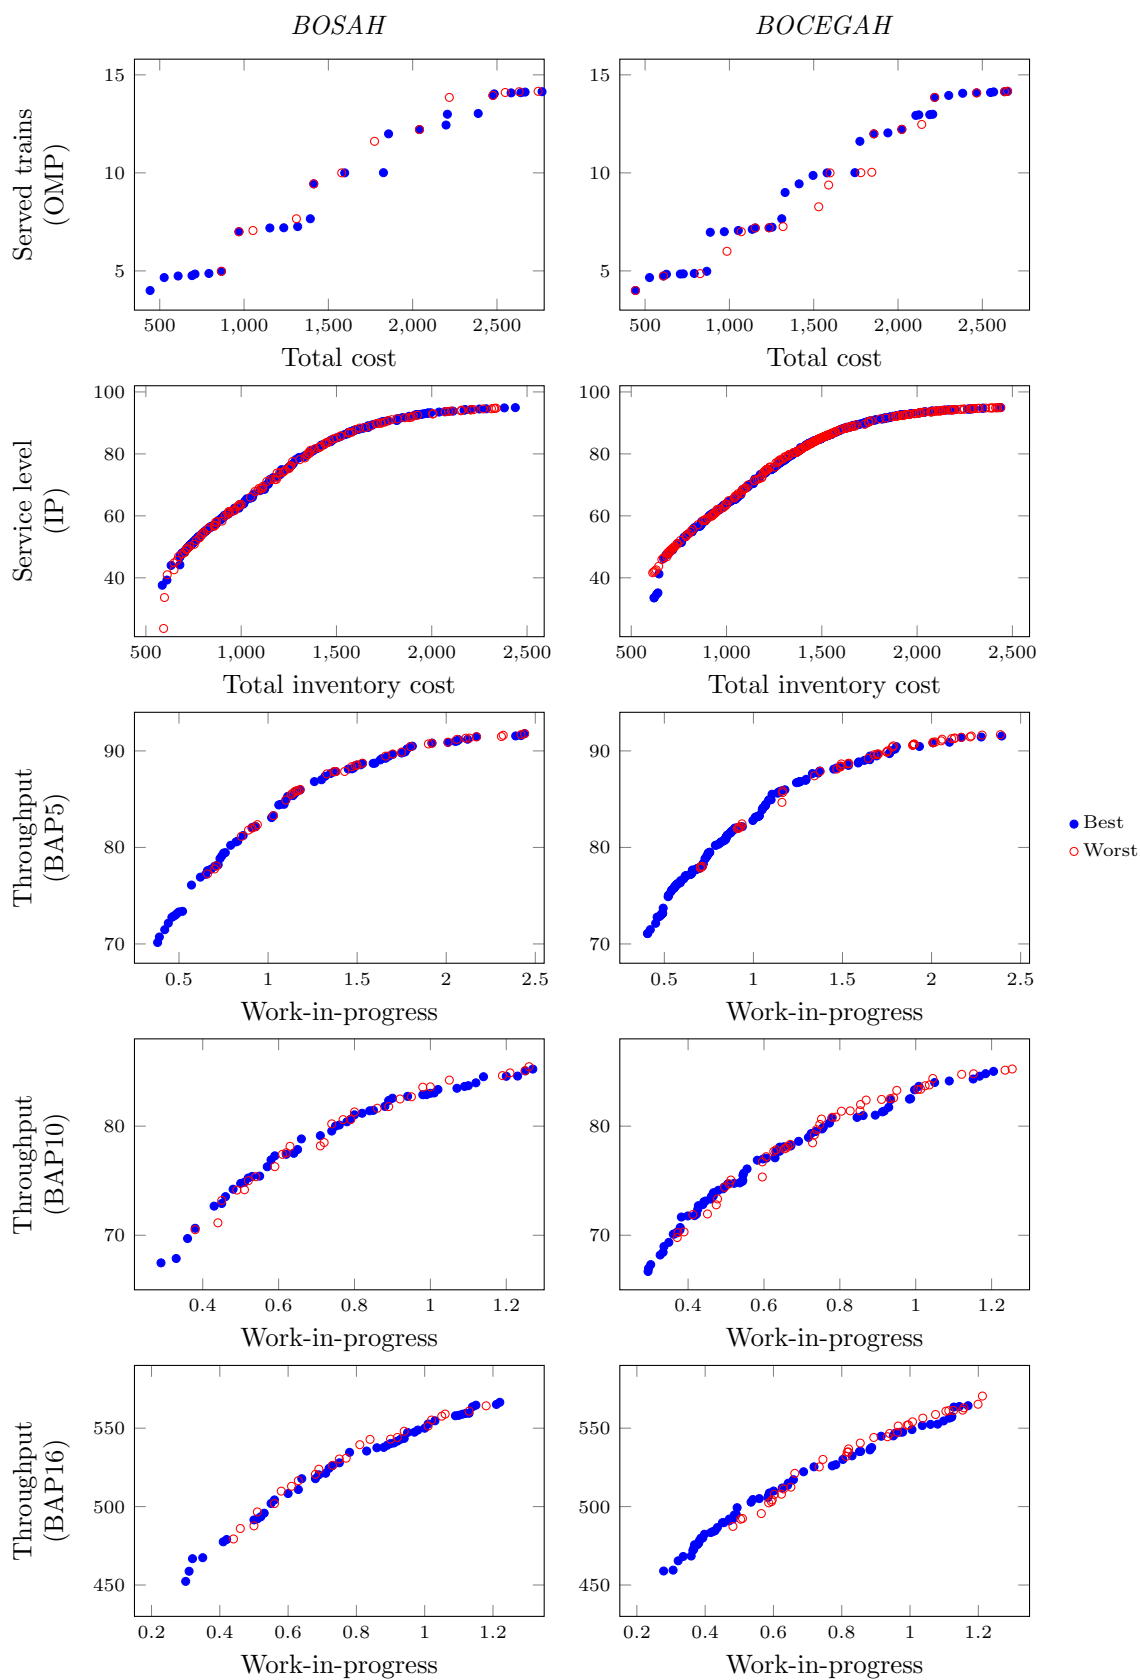 BOSAH BOCEGAH
Served trains
(OMP)
15
10
5
500 1,000 1,500 2,000 2,500
Total cost
500 1,000 1,500 2,000 2,500
Total cost
Service level
(IP)
100
80
60
40
500 1,000 1,500 2,000 2,500
Total inventory cost
100
80
60
40
500 1,000 1,500 2,000 2,500
Total inventory cost
Throughput
(BAP5)
90
80
70
0.5 1 1.5 2 2.5
Work-in-progress
90
80
70
0.5 1 1.5 2 2.5
Work-in-progress
Best
Worst
Throughput
(BAP10)
80
70
0.4 0.6 0.8 1 1.2
Work-in-progress
80
70
0.4 0.6 0.8 1 1.2
Work-in-progress
Throughput
(BAP16)
550
500
450
0.2 0.4 0.6 0.8 1 1.2
Work-in-progress
550
500
450
0.2 0.4 0.6 0.8 1 1.2
Work-in-progress